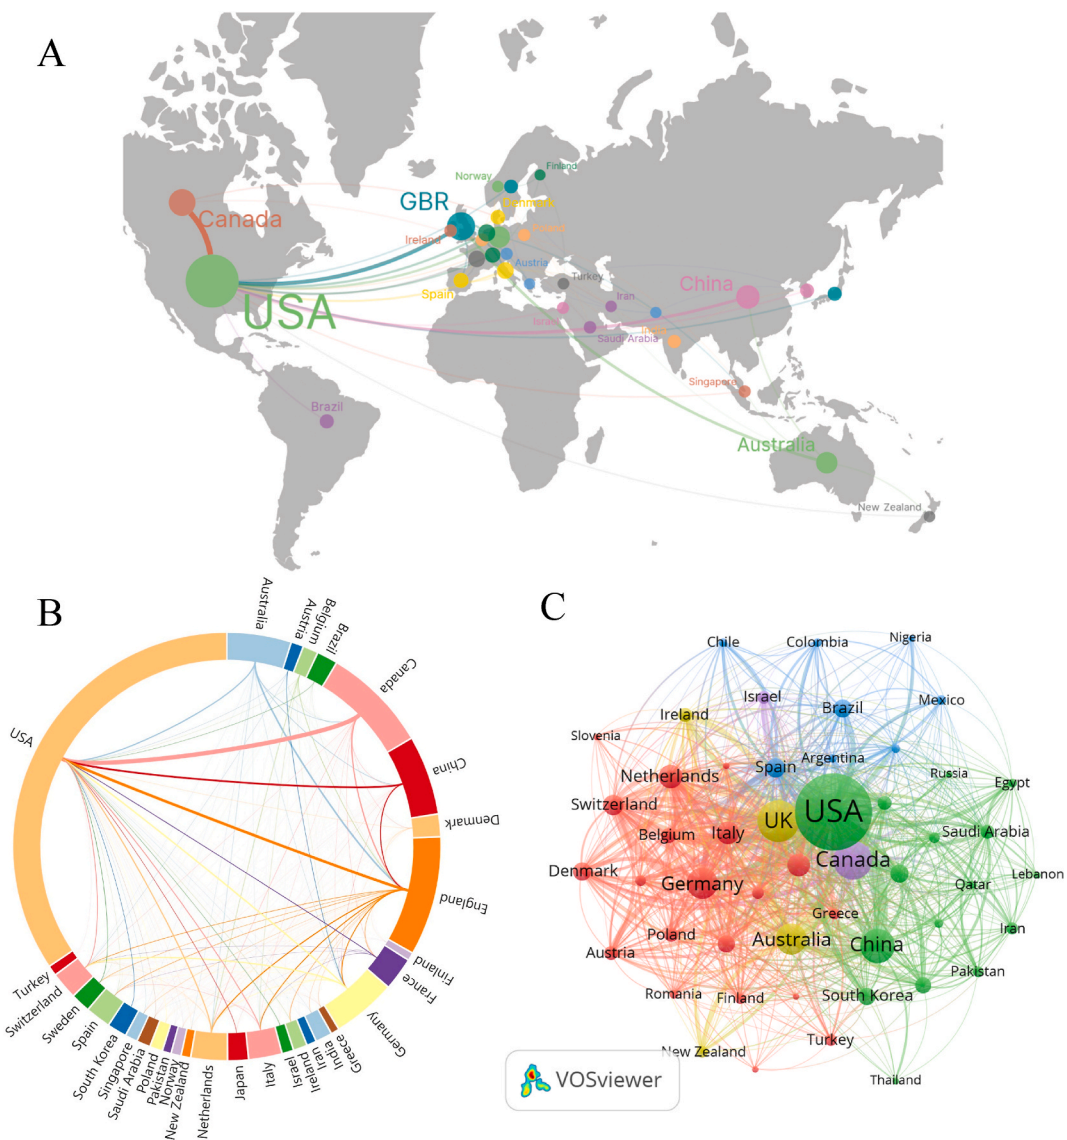 A
Finland
Norway
GBR
Denmark
Canada
Ireland
Poland
Austria
Turkey
China
USA
Spain
Iran
Israel
India
Saudi Arabia
Singapore
Brazil
Australia
New Zealand
B
C
Australia
Austria
Belgium
Brazil
Canada
China
Denmark
England
Finland
France
Germany
Greece
India
Iran
Ireland
Israel
Italy
Japan
Netherlands
New Zealand
Norway
Pakistan
Poland
Saudi Arabia
Singapore
South Korea
Spain
Sweden
Switzerland
Turkey
USA
Chile
Colombia
Nigeria
Israel
Brazil
Mexico
Ireland
Slovenia
Argentina
Spain
Netherlands
Russia
Egypt
Switzerland
USA
UK
Belgium
Italy
Saudi Arabia
Canada
Denmark
Germany
Qatar
Lebanon
Greece
Poland
Australia
China
Iran
Austria
Pakistan
Romania
Finland
South Korea
Turkey
New Zealand
Thailand
VOSviewer